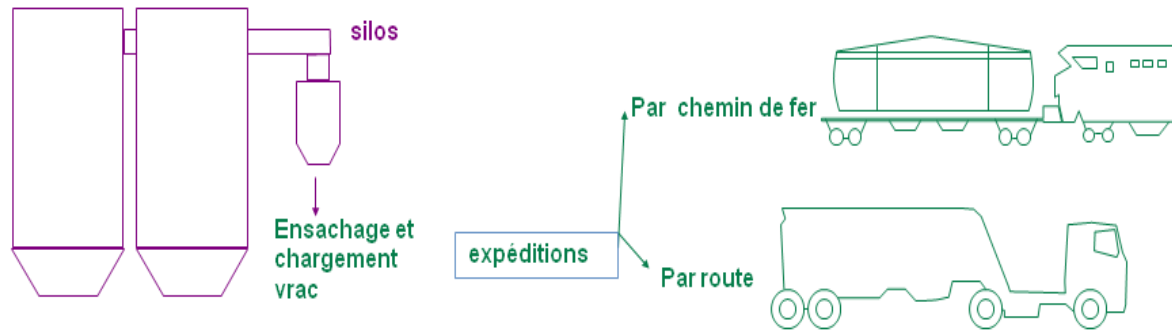 silos
Ensachage et
chargement
vrac
expéditions
Par chemin de fer
Par route